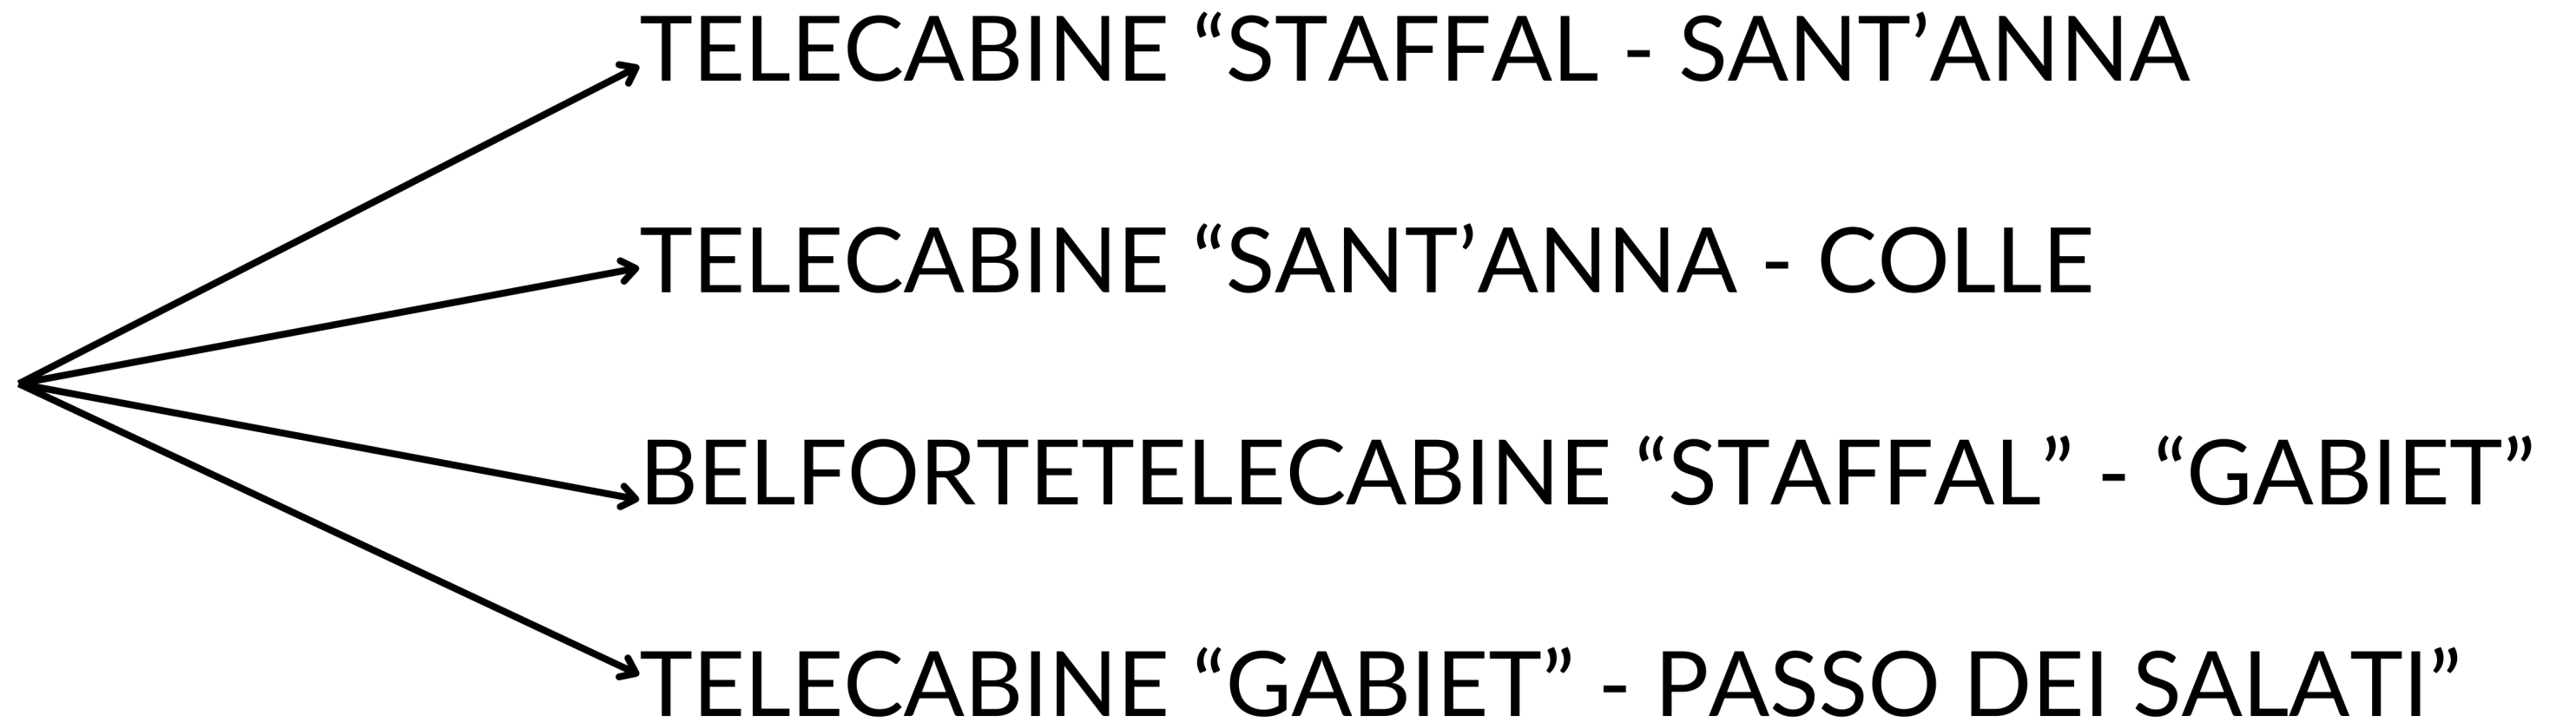 TELECABINE “STAFFAL - SANT’ANNA
TELECABINE “SANT’ANNA - COLLE
BELFORTETELECABINE “STAFFAL” - “GABIET”
TELECABINE “GABIET” - PASSO DEI SALATI”